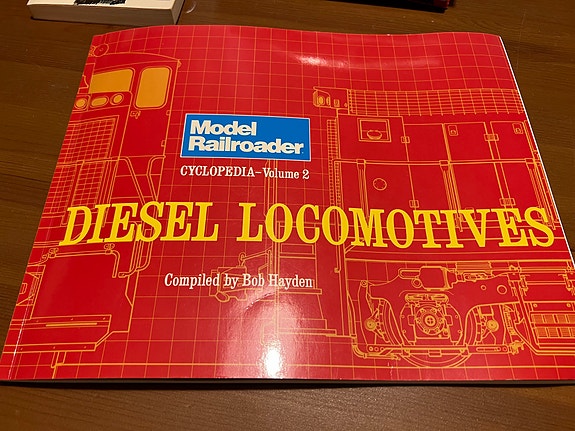 Model
Railroader
CYCLOPEDIA–Volume 2
DIESEL LOCOMOTIVES
Compiled by Bob Hayden